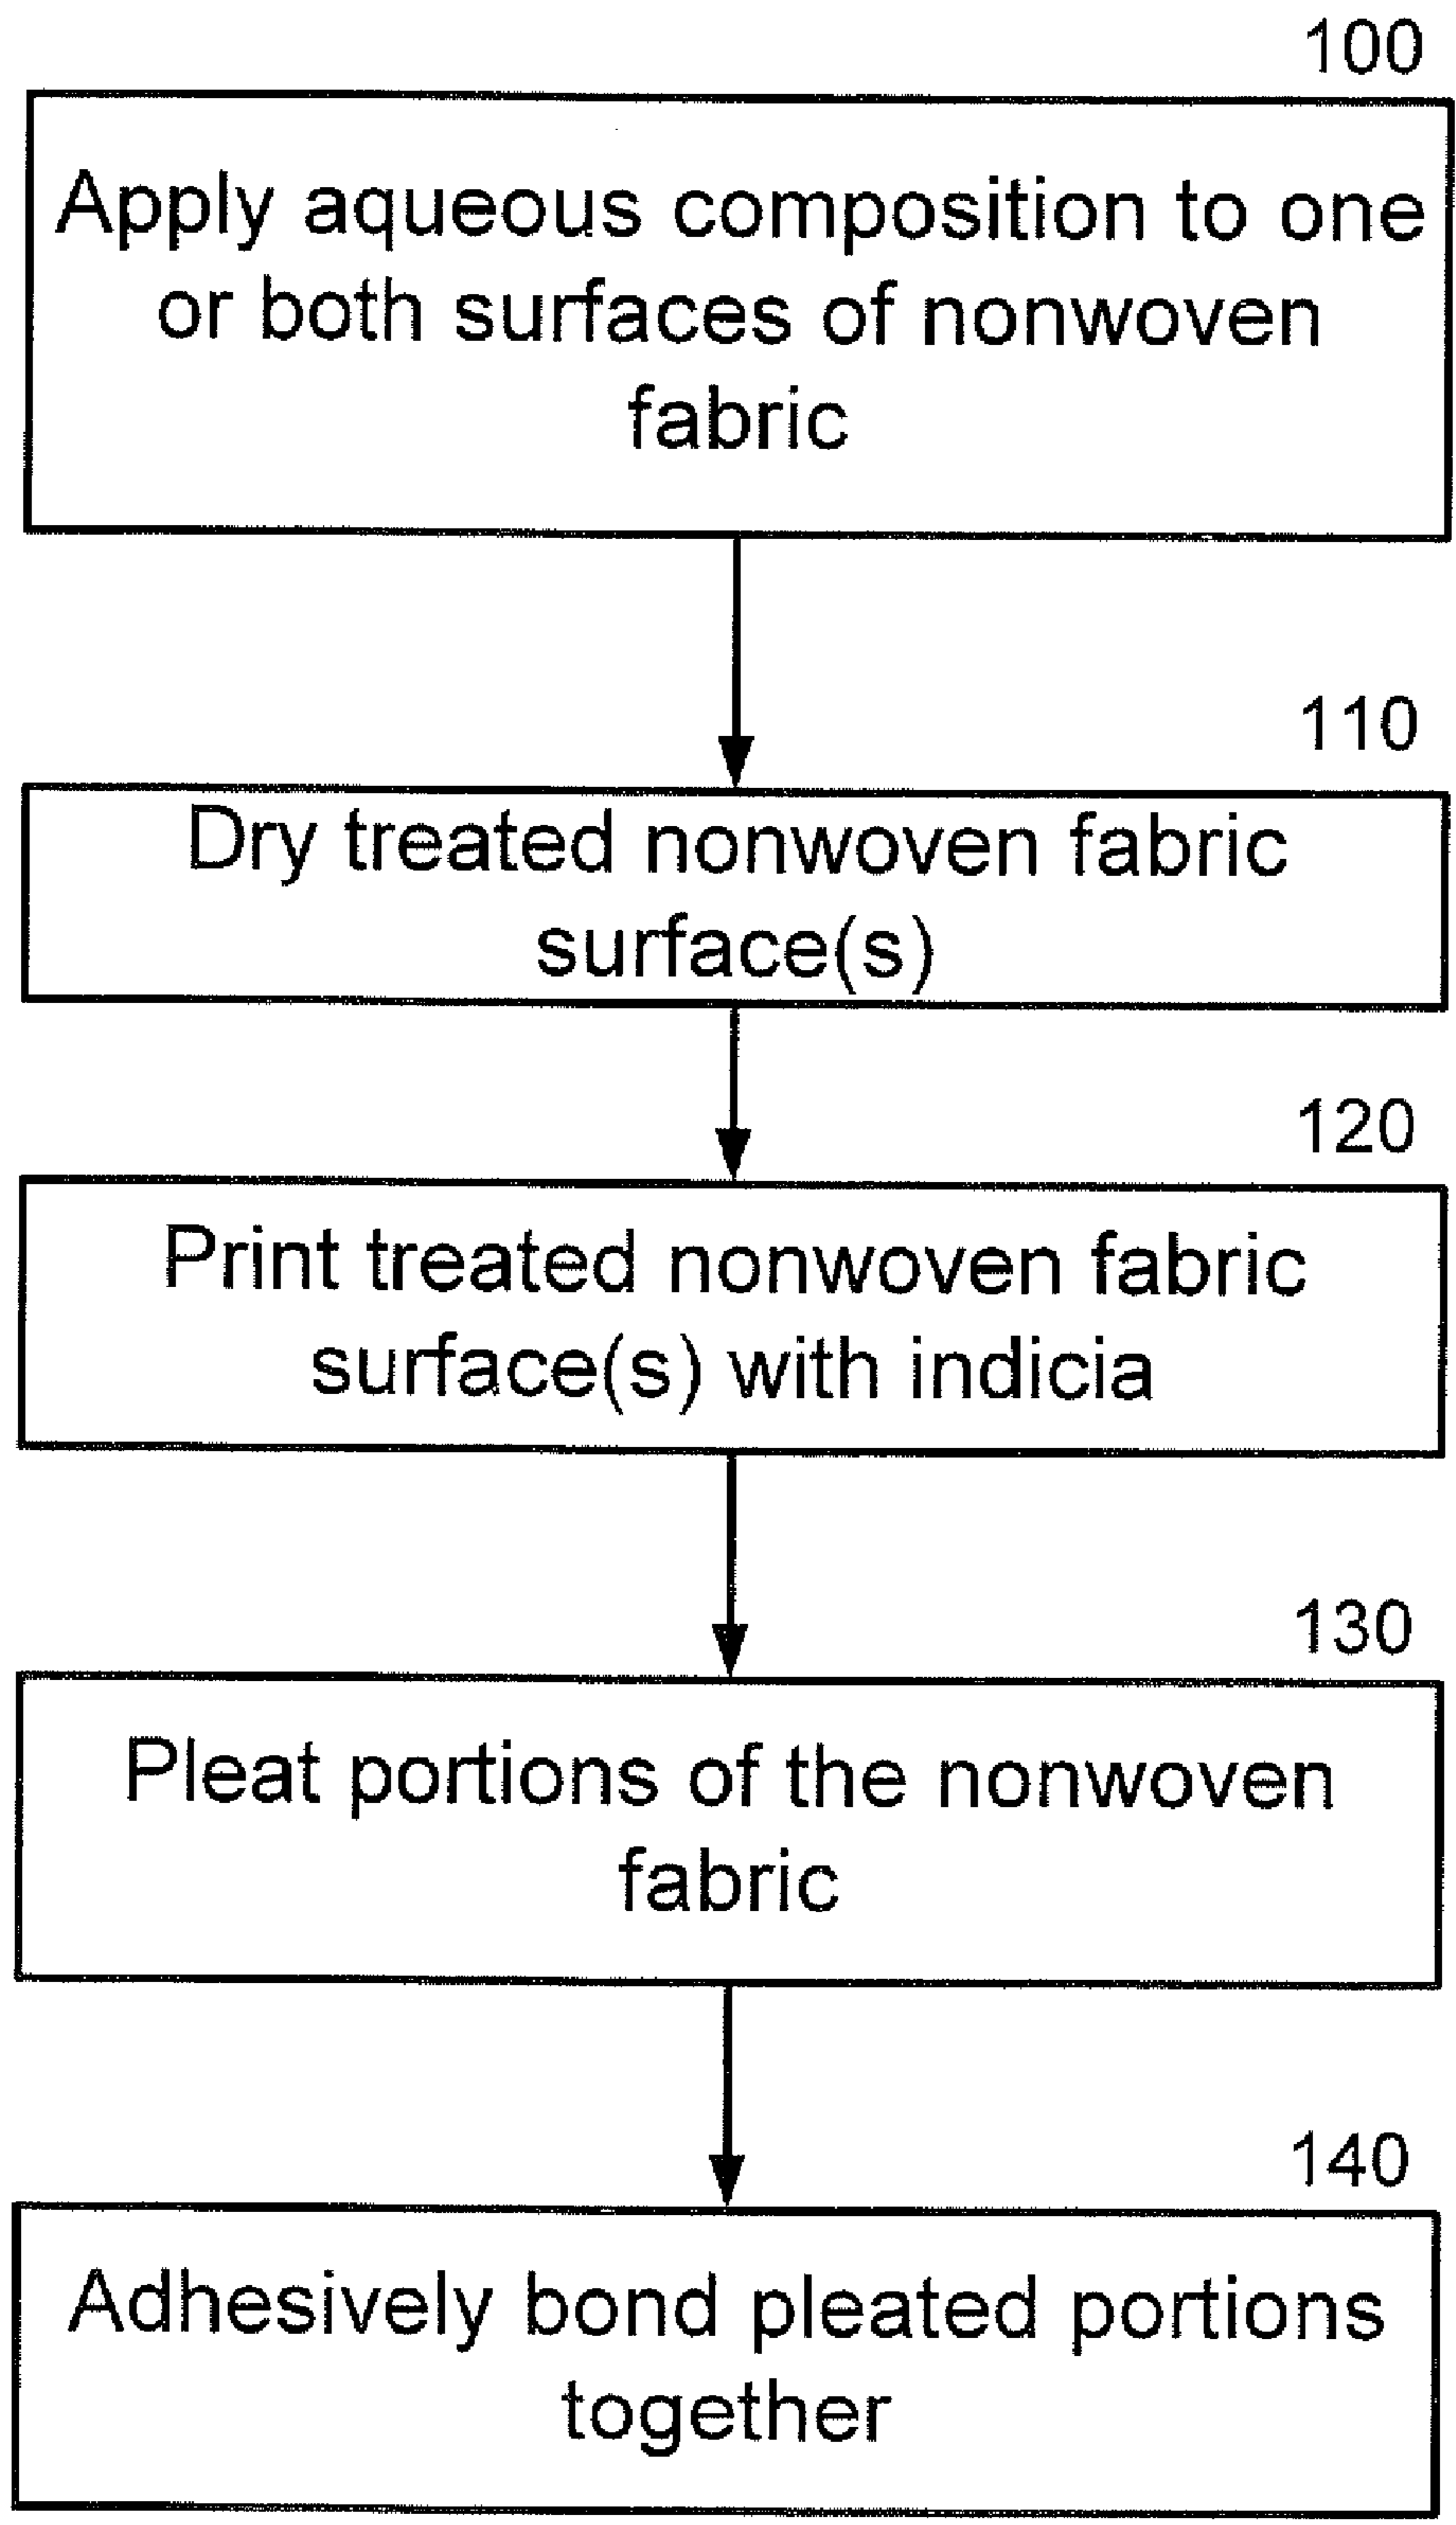 100
Apply aqueous composition to one
or both surfaces of nonwoven
fabric
110
Dry treated nonwoven fabric
surface(s)
120
Print treated nonwoven fabric
surface(s) with indicia
130
Pleat portions of the nonwoven
fabric
140
Adhesively bond pleated portions
together